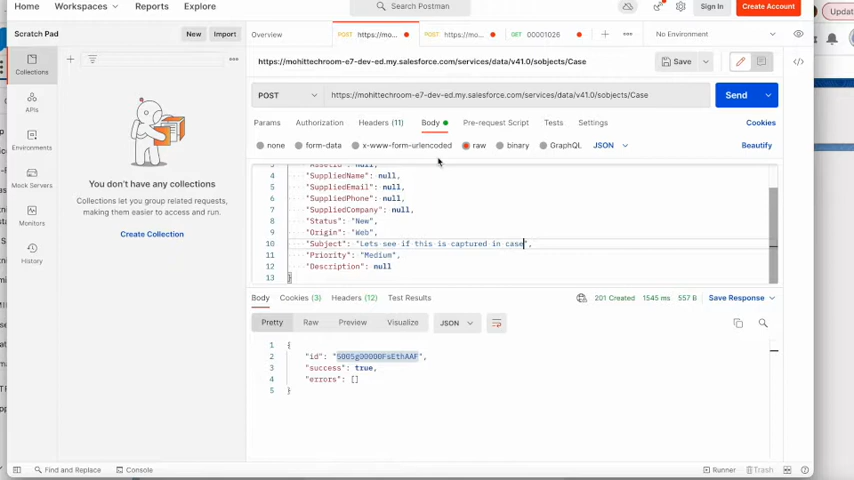 Home Workspaces Reports Explore Search Postman Sign In Create Account Updat
Scratch Pad New Import Overview POST https://mo... POST https://mo... GET 00001026 No Environment
Collections
APIs
Environments
Mock Servers
Monitors
History
You don't have any collections
Collections let you group related requests,
making them easier to access and run.
Create Collection
https://mohittechroom-e7-dev-ed.my.salesforce.com/services/data/v41.0/sobjects/Case Save
POST https://mohittechroom-e7-dev-ed.my.salesforce.com/services/data/v41.0/sobjects/Case Send
Params Authorization Headers (11) Body Pre-request Script Tests Settings Cookies
none form-data x-www-form-urlencoded raw binary GraphQL JSON Beautify
3 "AssetId": null,
4 "SuppliedName": null,
5 "SuppliedEmail": null,
6 "SuppliedPhone": null,
7 "SuppliedCompany": null,
8 "Status": "New",
9 "Origin": "Web",
10 "Subject": "Lets see if this is captured in case",
11 "Priority": "Medium",
12 "Description": null
13 }
Body Cookies (3) Headers (12) Test Results 201 Created 1545 ms 557 B Save Response
Pretty Raw Preview Visualize JSON
1 {
2 "id": "5005g00000FsEthAAF",
3 "success": true,
4 "errors": []
5 }
Find and Replace Console Runner Trash